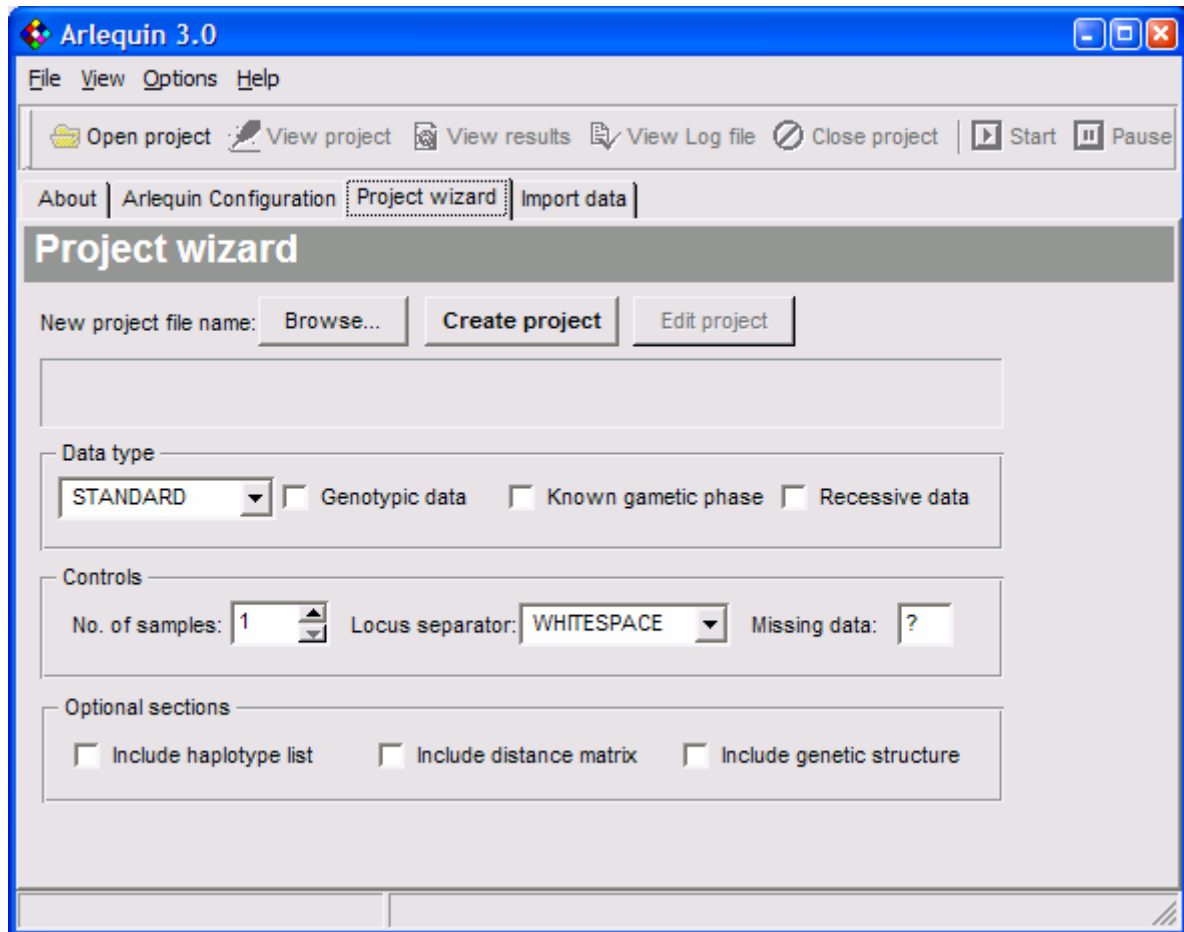 Arlequin 3.0
File View Options Help
Open project View project View results View Log file Close project Start Pause
About Arlequin Configuration Project wizard Import data
Project wizard
New project file name: Browse... Create project Edit project
Data type
STANDARD Genotypic data Known gametic phase Recessive data
Controls
No. of samples: 1 Locus separator: WHITESPACE Missing data: ?
Optional sections
Include haplotype list Include distance matrix Include genetic structure